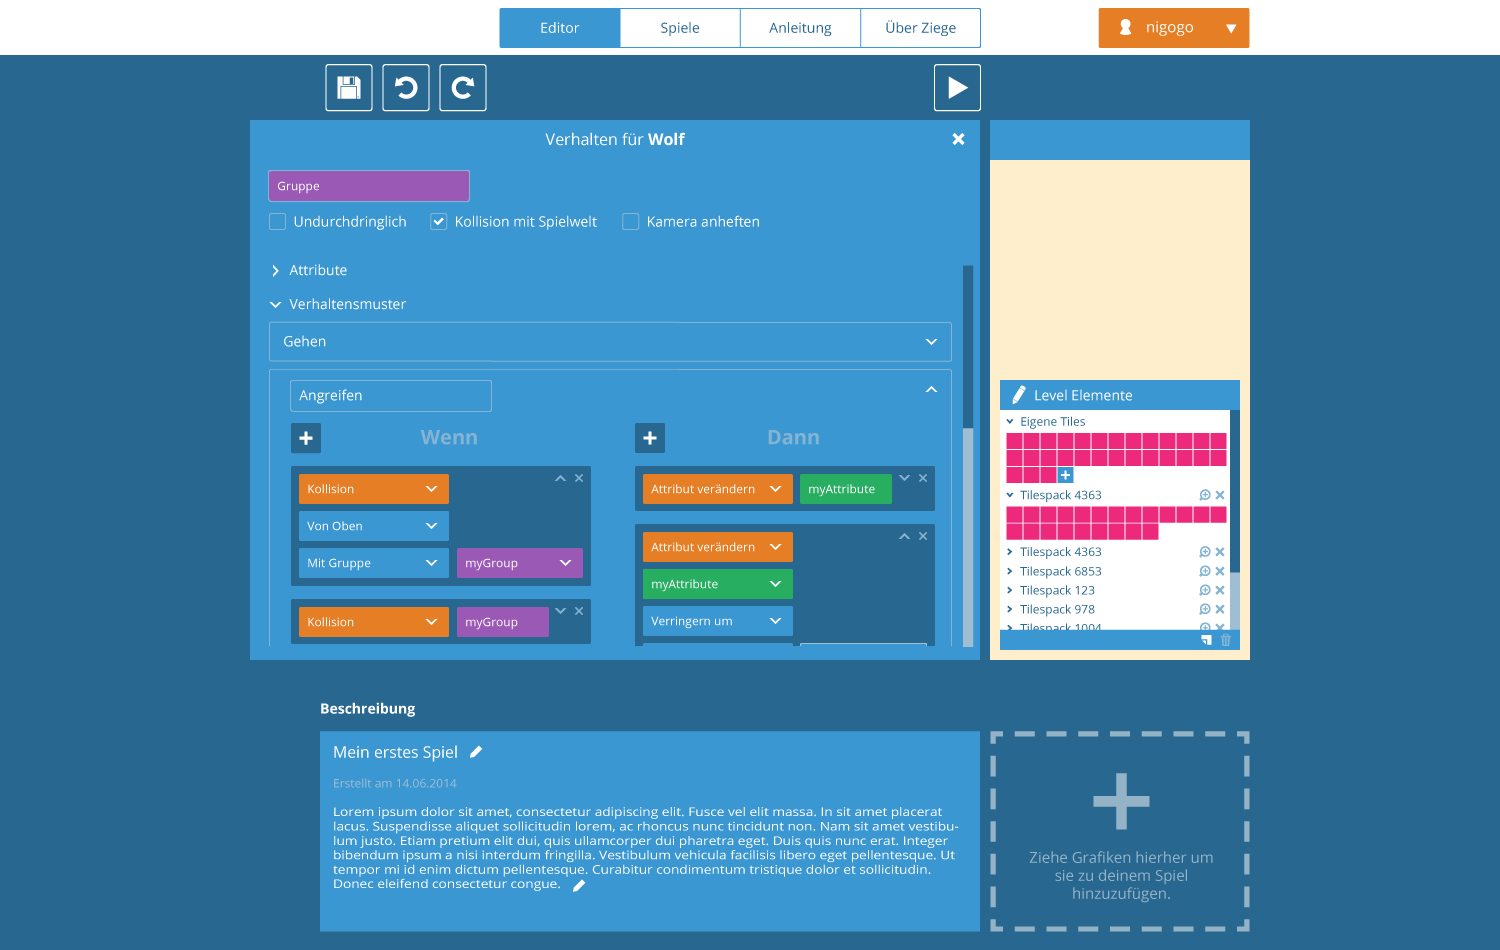 Editor
Spiele
Anleitung
Über Ziege
nigogo
Verhalten für Wolf
Gruppe
Undurchdringlich
Kollision mit Spielwelt
Kamera anheften
Attribute
Verhaltensmuster
Gehen
Angreifen
Wenn
Kollision
Von Oben
Mit Gruppe
myGroup
Kollision
myGroup
Dann
Attribut verändern
myAttribute
Attribut verändern
myAttribute
Verringern um
Level Elemente
Eigene Tiles
Tilespack 4363
Tilespack 4363
Tilespack 6853
Tilespack 123
Tilespack 978
Tilespack 1004
Beschreibung
Mein erstes Spiel
Erstellt am 14.06.2014
Lorem ipsum dolor sit amet, consectetur adipiscing elit. Fusce vel elit massa. In sit amet placerat
lacus. Suspendisse aliquet sollicitudin lorem, ac rhoncus nunc tincidunt non. Nam sit amet vestibu-
lum justo. Etiam pretium elit dui, quis ullamcorper dui pharetra eget. Duis quis nunc erat. Integer
bibendum ipsum a nisi interdum fringilla. Vestibulum vehicula facilisis libero eget pellentesque. Ut
tempor mi id enim dictum pellentesque. Curabitur condimentum tristique dolor et sollicitudin.
Donec eleifend consectetur congue.
Ziehe Grafiken hierher um
sie zu deinem Spiel
hinzuzufügen.